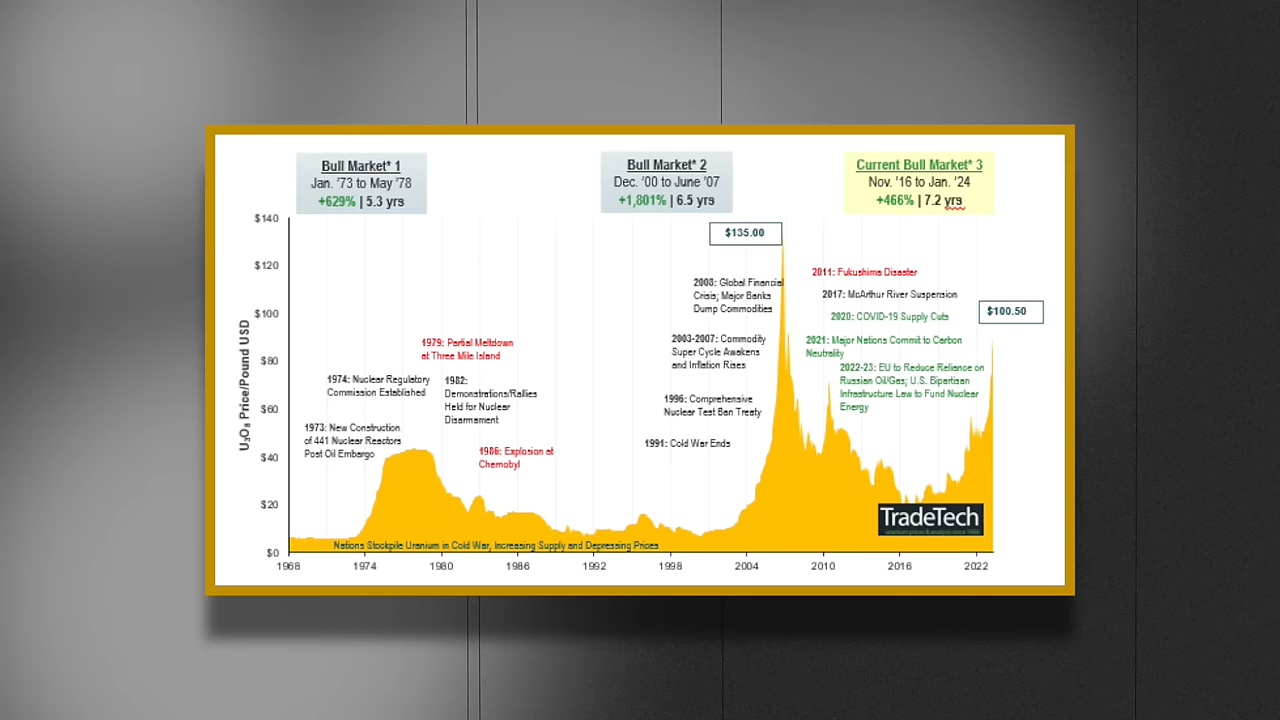 Bull Market* 1
Jan. '73 to May '78
+629% | 5.3 yrs
Bull Market* 2
Dec. '00 to June '07
+1,801% | 6.5 yrs
Current Bull Market* 3
Nov. '16 to Jan. '24
+466% | 7.2 yrs
U₃O₈ Price/Pound USD
$140
$120
$100
$80
$60
$40
$20
$0
$135.00
2008: Global Financial
Crisis; Major Banks
Dump Commodities
2011: Fukushima Disaster
2017: McArthur River Suspension
$100.50
2020: COVID-19 Supply Cuts
2003-2007: Commodity
Super Cycle Awakens
and Inflation Rises
2021: Major Nations Commit to Carbon
Neutrality
1979: Partial Meltdown
at Three Mile Island
2022-23: EU to Reduce Reliance on
Russian Oil/Gas; U.S. Bipartisan
Infrastructure Law to Fund Nuclear
Energy
1974: Nuclear Regulatory
Commission Established
1982:
Demonstrations/Rallies
Held for Nuclear
Disarmament
1996: Comprehensive
Nuclear Test Ban Treaty
1973: New Construction
of 441 Nuclear Reactors
Post Oil Embargo
1991: Cold War Ends
1986: Explosion at
Chernobyl
TradeTech
Nations Stockpile Uranium in Cold War, Increasing Supply and Depressing Prices
1968 1974 1980 1986 1992 1998 2004 2010 2016 2022